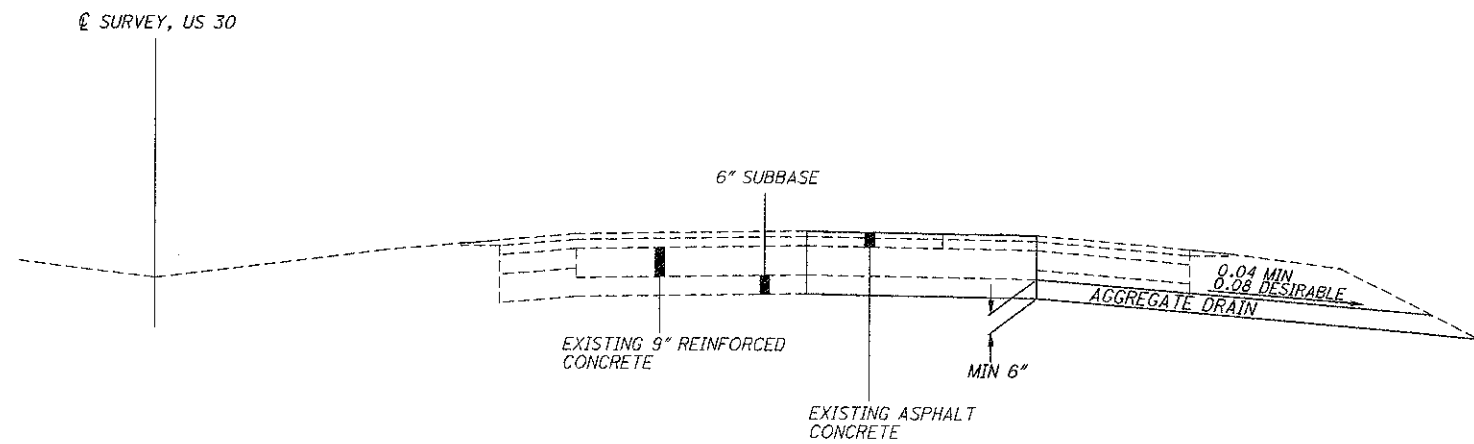 ℄ SURVEY, US 30
6" SUBBASE
0.04 MIN
0.08 DESIRABLE
AGGREGATE DRAIN
EXISTING 9" REINFORCED
CONCRETE
MIN 6"
EXISTING ASPHALT
CONCRETE